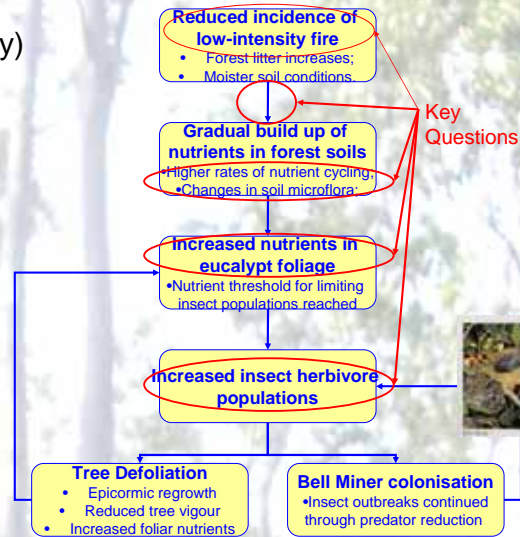 y)
Reduced incidence of
low-intensity fire
• Forest litter increases;
• Moister soil conditions.
Key
Questions
Gradual build up of
nutrients in forest soils
•Higher rates of nutrient cycling;
•Changes in soil microflora;
Increased nutrients in
eucalypt foliage
•Nutrient threshold for limiting
insect populations reached
Increased insect herbivore
populations
Tree Defoliation
• Epicormic regrowth
• Reduced tree vigour
• Increased foliar nutrients
Bell Miner colonisation
•Insect outbreaks continued
through predator reduction